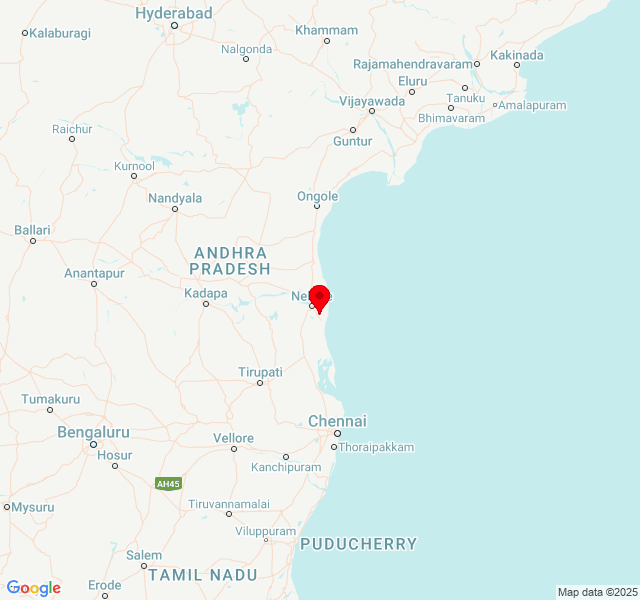 Hyderabad
Kalaburagi
Khammam
Nalgonda
Rajamahendravaram
Kakinada
Eluru
Tanuku
Vijayawada
Amalapuram
Bhimavaram
Raichur
Guntur
Kurnool
Nandyala
Ongole
Ballari
ANDHRA
PRADESH
Anantapur
Kadapa
Tirupati
Tumakuru
Chennai
Bengaluru
Vellore
Thoraipakkam
Hosur
Kanchipuram
AH45
Mysuru
Tiruvannamalai
Viluppuram
PUDUCHERRY
Salem
TAMIL NADU
Erode
Google
Map data ©2025